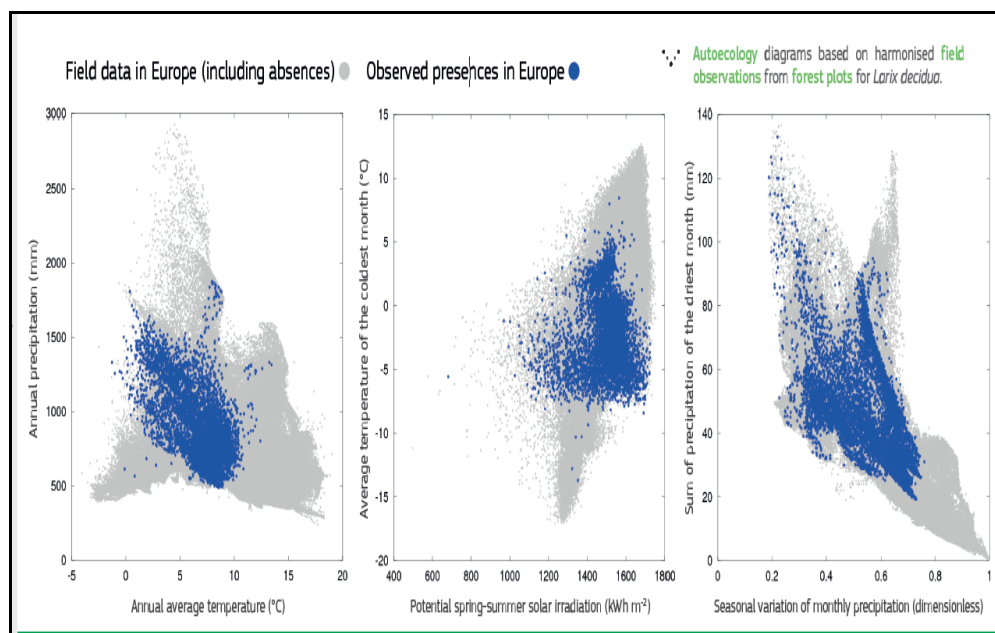 Field data in Europe (including absences)
Observed presences in Europe
Autoecology diagrams based on harmonised field
observations from forest plots for Larix decidua.
Annual precipitation (mm)
3000
2500
2000
1500
1000
500
0
-5 0 5 10 15 20
Annual average temperature (°C)
Average temperature of the coldest month (°C)
15
10
5
0
-5
-10
-15
-20
400 600 800 1000 1200 1400 1600 1800
Potential spring-summer solar irradiation (kWh m-2)
Sum of precipitation of the driest month (mm)
140
120
100
80
60
40
20
0
0 0.2 0.4 0.6 0.8 1
Seasonal variation of monthly precipitation (dimensionless)